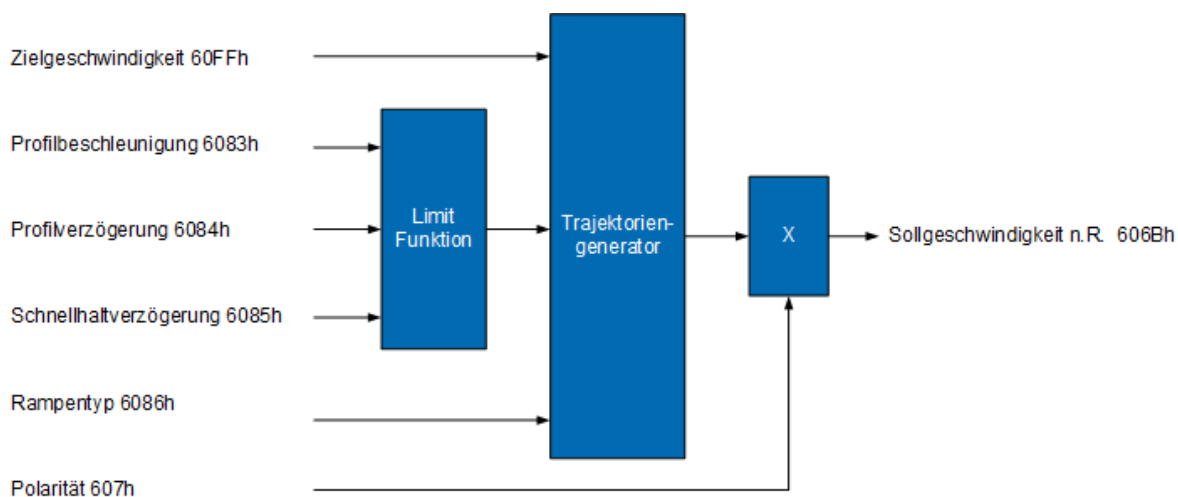 Zielgeschwindigkeit 60FFh
Profilbeschleunigung 6083h
Profilverzögerung 6084h
Schnellhaltverzögerung 6085h
Rampentyp 6086h
Polarität 607h
Limit
Funktion
Trajektorien-
generator
X
Sollgeschwindigkeit n.R. 606Bh